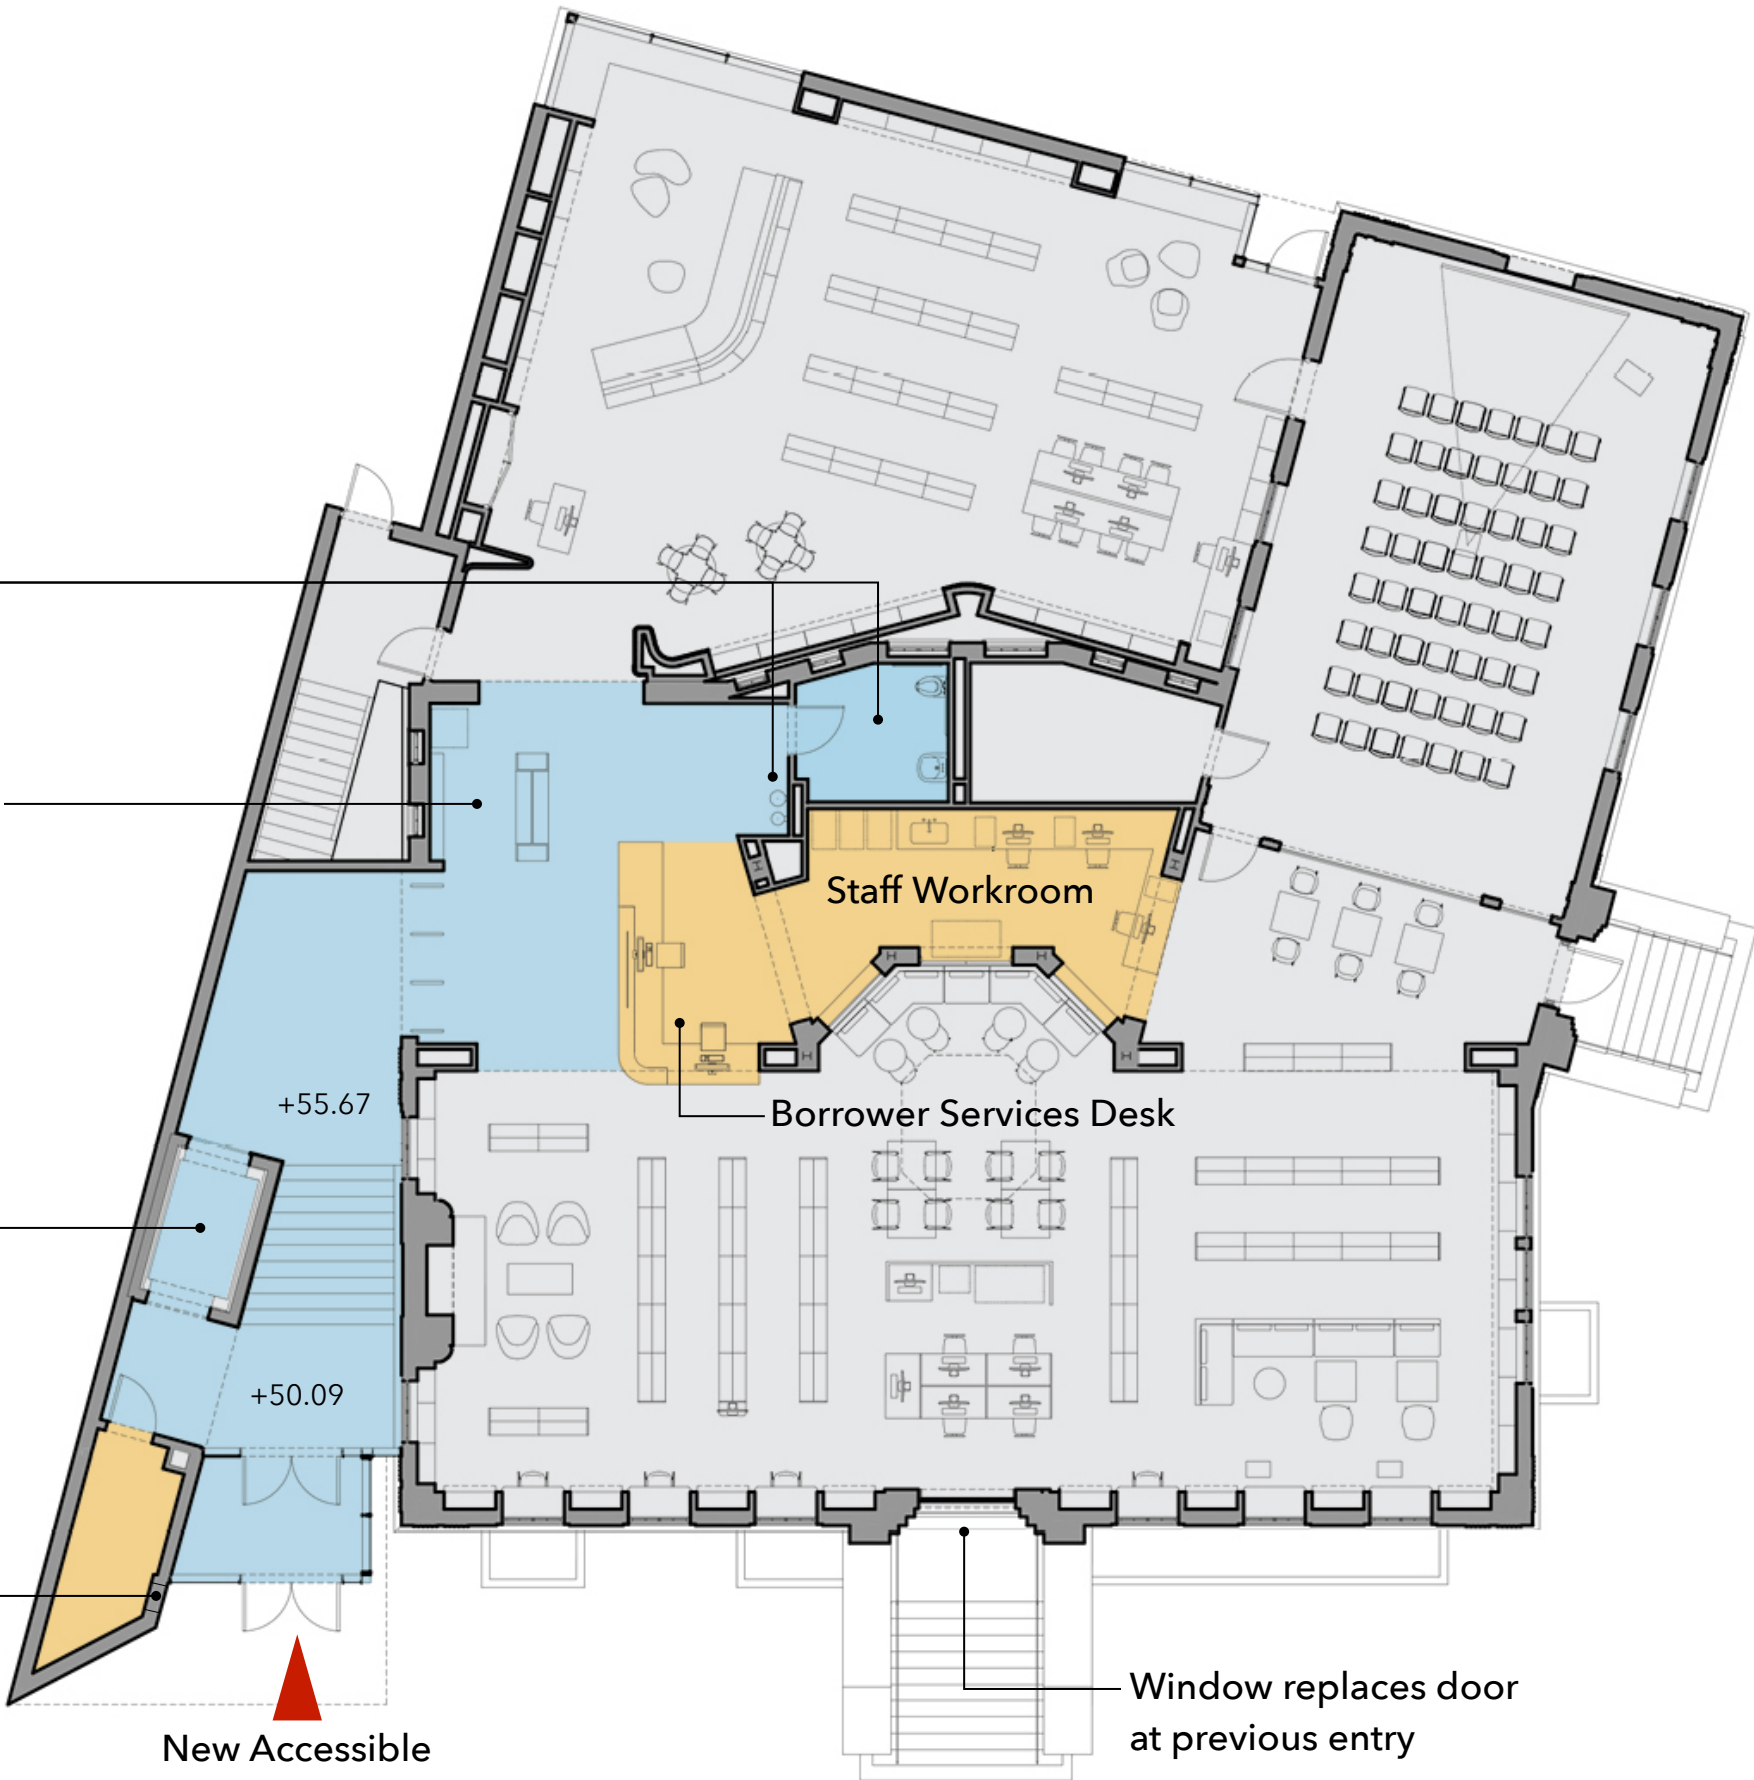 Staff Workroom
+55.67
Borrower Services Desk
+50.09
Window replaces door
at previous entry
New Accessible